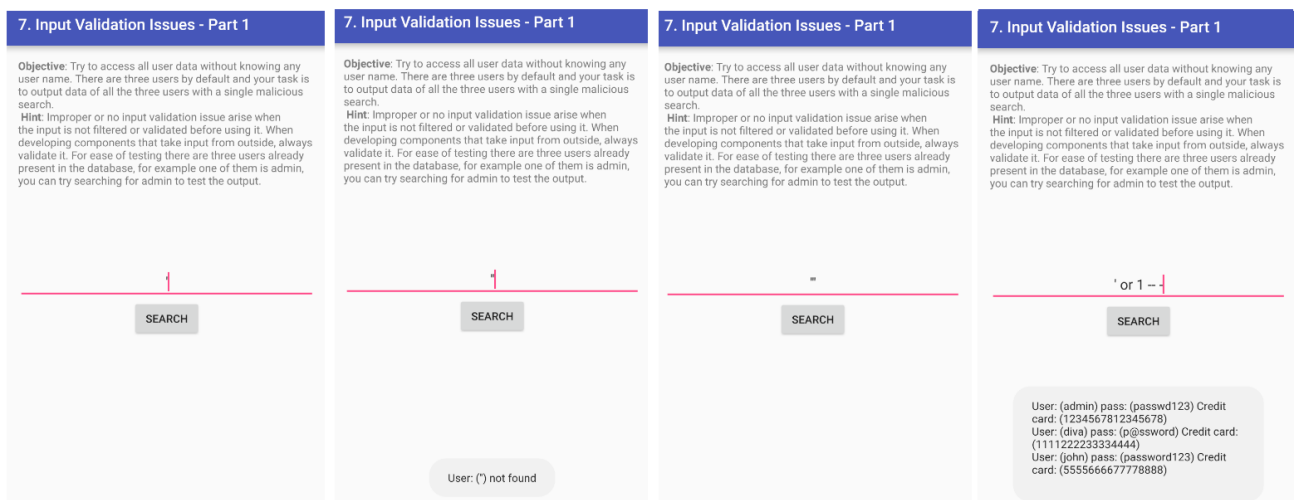 7. Input Validation Issues - Part 1
Objective: Try to access all user data without knowing any
user name. There are three users by default and your task is
to output data of all the three users with a single malicious
search.
Hint: Improper or no input validation issue arise when
the input is not filtered or validated before using it. When
developing components that take input from outside, always
validate it. For ease of testing there are three users already
present in the database, for example one of them is admin,
you can try searching for admin to test the output.
'
SEARCH
7. Input Validation Issues - Part 1
Objective: Try to access all user data without knowing any
user name. There are three users by default and your task is
to output data of all the three users with a single malicious
search.
Hint: Improper or no input validation issue arise when
the input is not filtered or validated before using it. When
developing components that take input from outside, always
validate it. For ease of testing there are three users already
present in the database, for example one of them is admin,
you can try searching for admin to test the output.
''
SEARCH
User: ('') not found
7. Input Validation Issues - Part 1
Objective: Try to access all user data without knowing any
user name. There are three users by default and your task is
to output data of all the three users with a single malicious
search.
Hint: Improper or no input validation issue arise when
the input is not filtered or validated before using it. When
developing components that take input from outside, always
validate it. For ease of testing there are three users already
present in the database, for example one of them is admin,
you can try searching for admin to test the output.
'''
SEARCH
7. Input Validation Issues - Part 1
Objective: Try to access all user data without knowing any
user name. There are three users by default and your task is
to output data of all the three users with a single malicious
search.
Hint: Improper or no input validation issue arise when
the input is not filtered or validated before using it. When
developing components that take input from outside, always
validate it. For ease of testing there are three users already
present in the database, for example one of them is admin,
you can try searching for admin to test the output.
' or 1 -- -
SEARCH
User: (admin) pass: (passwd123) Credit
card: (1234567812345678)
User: (diva) pass: (p@ssword) Credit card:
(1111222233334444)
User: (john) pass: (password123) Credit
card: (5555666677778888)